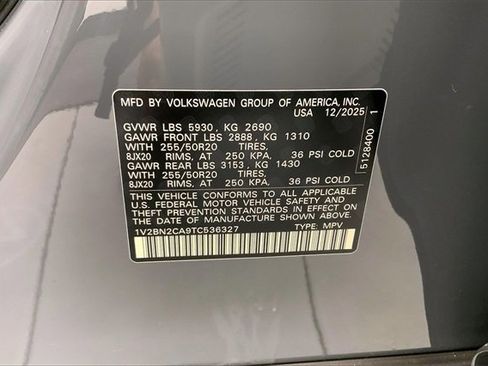 MFD BY VOLKSWAGEN GROUP OF AMERICA, INC.
USA 12/2025
GVWR LBS 5930, KG 2690
GAWR FRONT LBS 2888, KG 1310
WITH 255/50R20 TIRES,
8JX20 RIMS, AT 250 KPA, 36 PSI COLD
GAWR REAR LBS 3153, KG 1430
WITH 255/50R20 TIRES,
8JX20 RIMS, AT 250 KPA, 36 PSI COLD
THIS VEHICLE CONFORMS TO ALL APPLICABLE
U.S. FEDERAL MOTOR VEHICLE SAFETY AND
THEFT PREVENTION STANDARDS IN EFFECT ON
THE DATE OF MANUFACTURE SHOWN ABOVE
1V2BN2CA9TC536327 TYPE: MPV
5128400 1